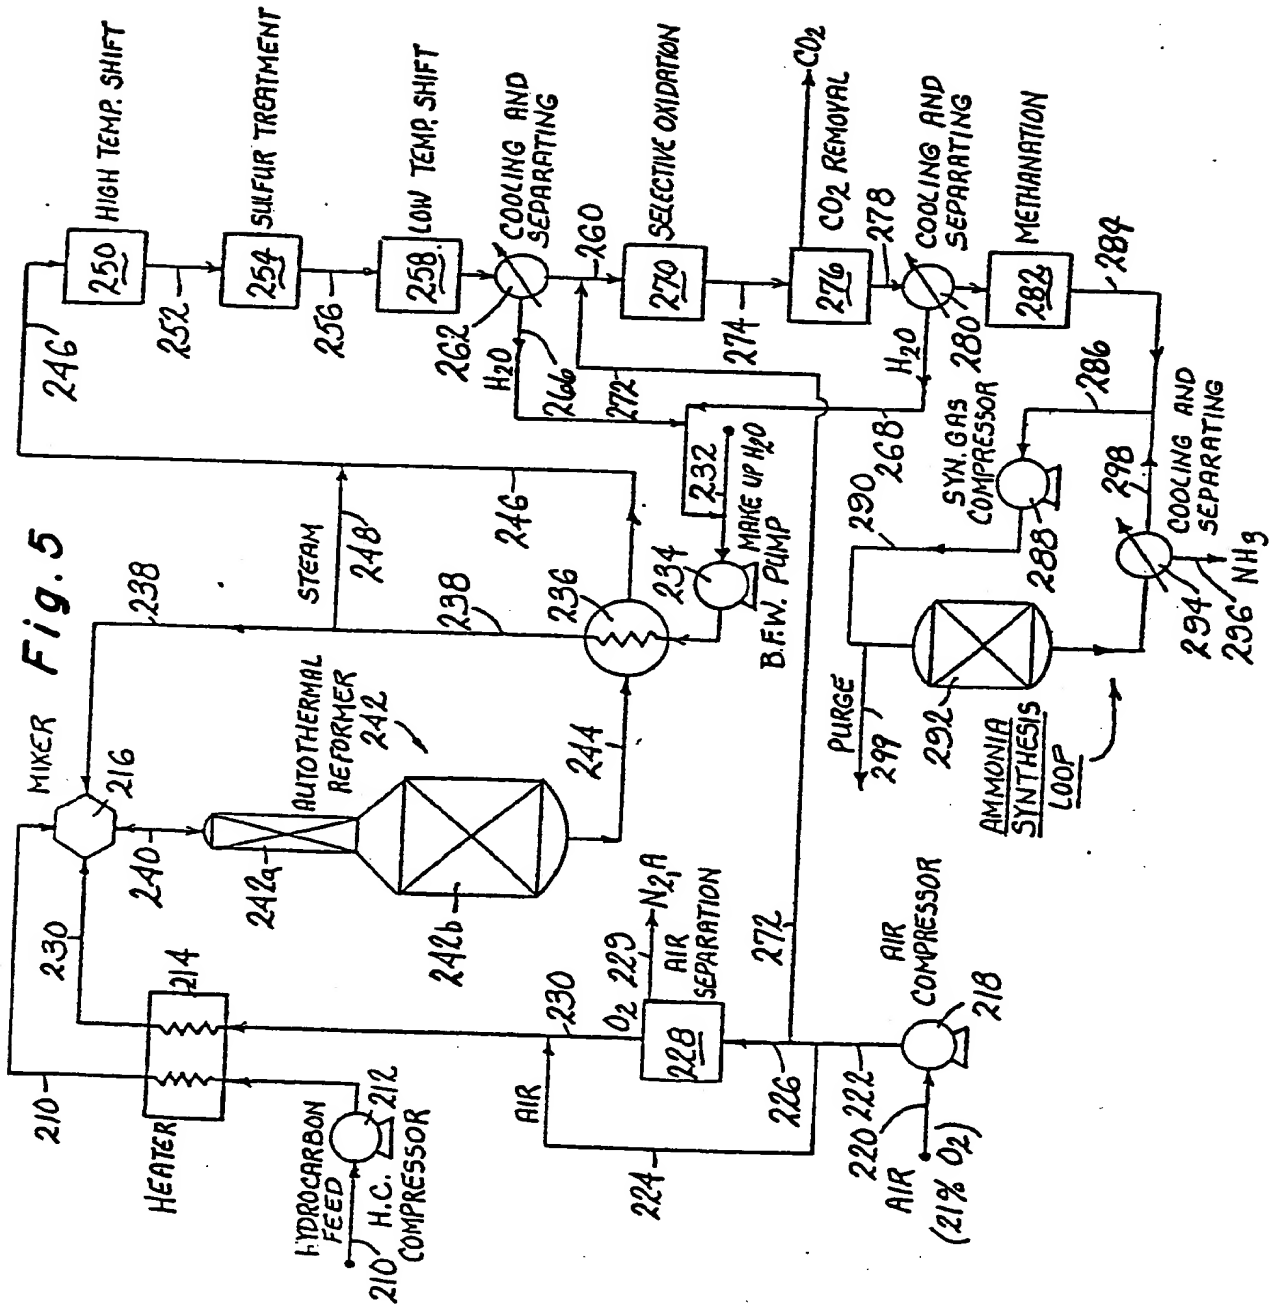 Fig. 5
HYDROCARBON
FEED
210
H.C.
COMPRESSOR
212
HEATER
214
210
230
MIXER
216
238
240
242a
AUTOTHERMAL
REFORMER
242
242b
244
236
238
STEAM
248
246
246
AIR
(21% O2)
220
AIR
COMPRESSOR
218
222
224
AIR
226
228
AIR
SEPARATION
229
N2,A
O2
230
272
B.F.W. PUMP
234
MAKE UP H2O
232
250
HIGH TEMP. SHIFT
252
254
SULFUR TREATMENT
256
258
LOW TEMP. SHIFT
262
COOLING AND
SEPARATING
H2O
266
260
272
270
SELECTIVE OXIDATION
274
276
CO2 REMOVAL
CO2
278
COOLING AND
SEPARATING
280
H2O
268
282
METHANATION
284
286
SYN. GAS
COMPRESSOR
288
290
PURGE
299
292
AMMONIA
SYNTHESIS
LOOP
294
296
NH3
298
COOLING AND
SEPARATING